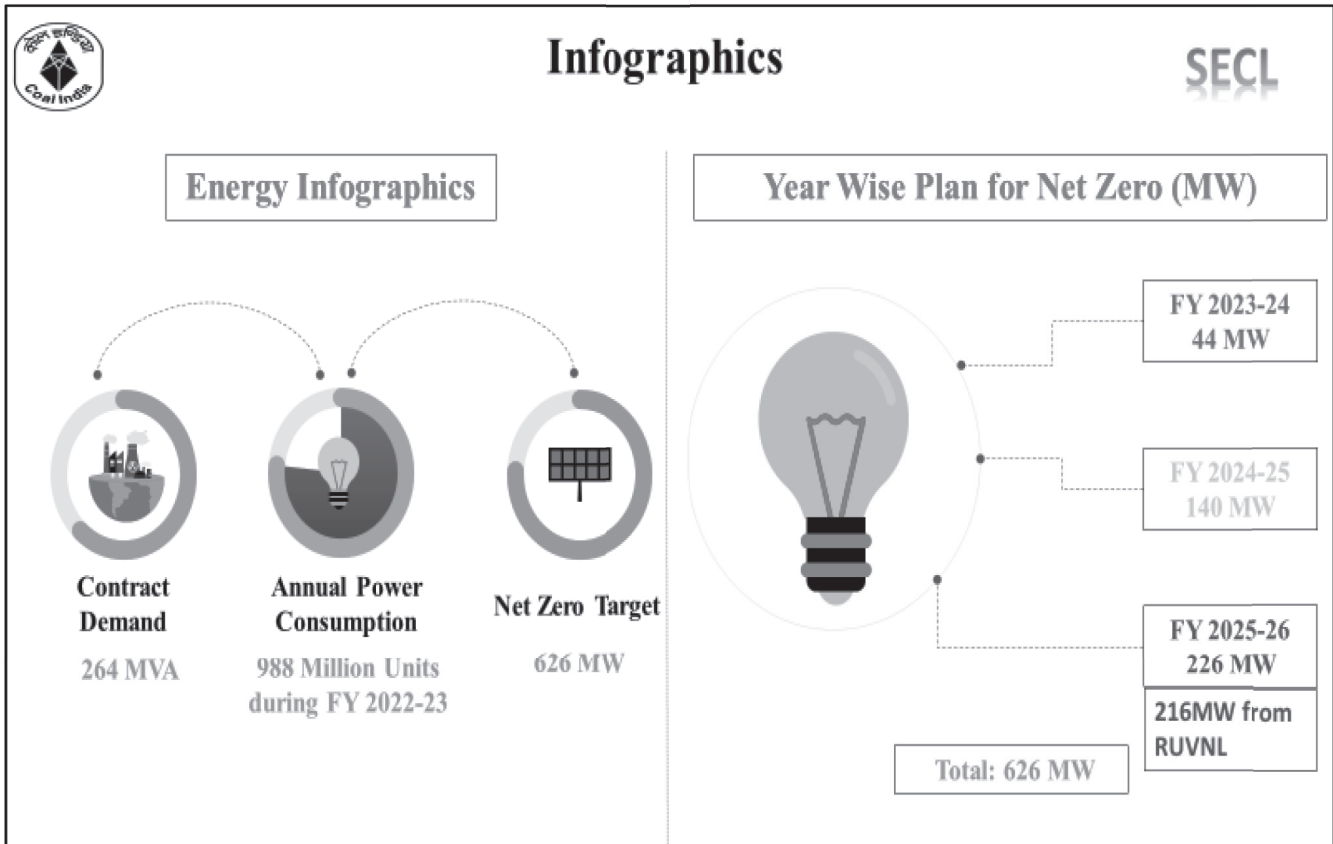 कोल इण्डिया
Coal India
Infographics
SECL
Energy Infographics
Contract
Demand
264 MVA
Annual Power
Consumption
988 Million Units
during FY 2022-23
Net Zero Target
626 MW
Year Wise Plan for Net Zero (MW)
FY 2023-24
44 MW
FY 2024-25
140 MW
FY 2025-26
226 MW
216MW from
RUVNL
Total: 626 MW